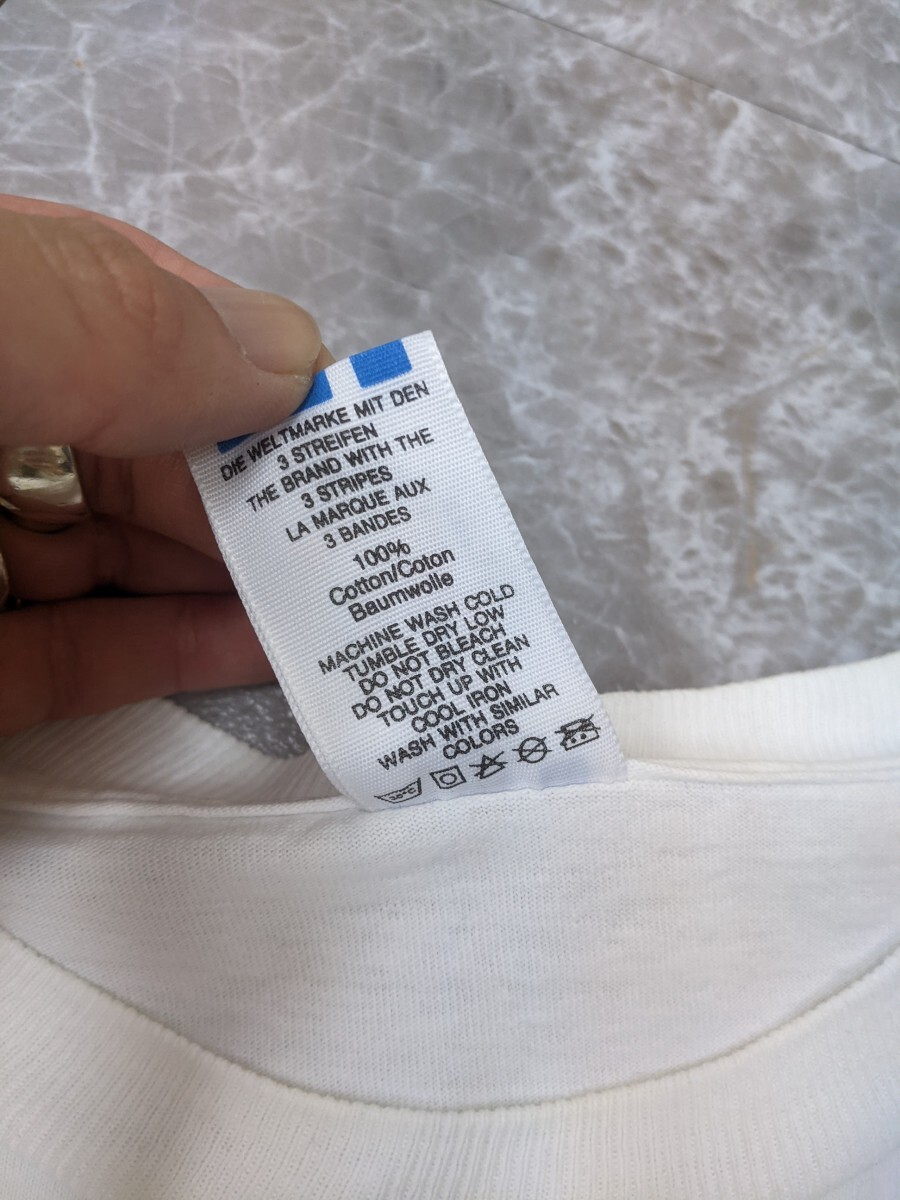 DIE WELTMARKE MIT DEN
3 STREIFEN
THE BRAND WITH THE
3 STRIPES
LA MARQUE AUX
3 BANDES
100%
Cotton/Coton
Baumwolle
MACHINE WASH COLD
TUMBLE DRY LOW
DO NOT BLEACH
DO NOT DRY CLEAN
TOUCH UP WITH
COOL IRON
WASH WITH SIMILAR
COLORS
30°C